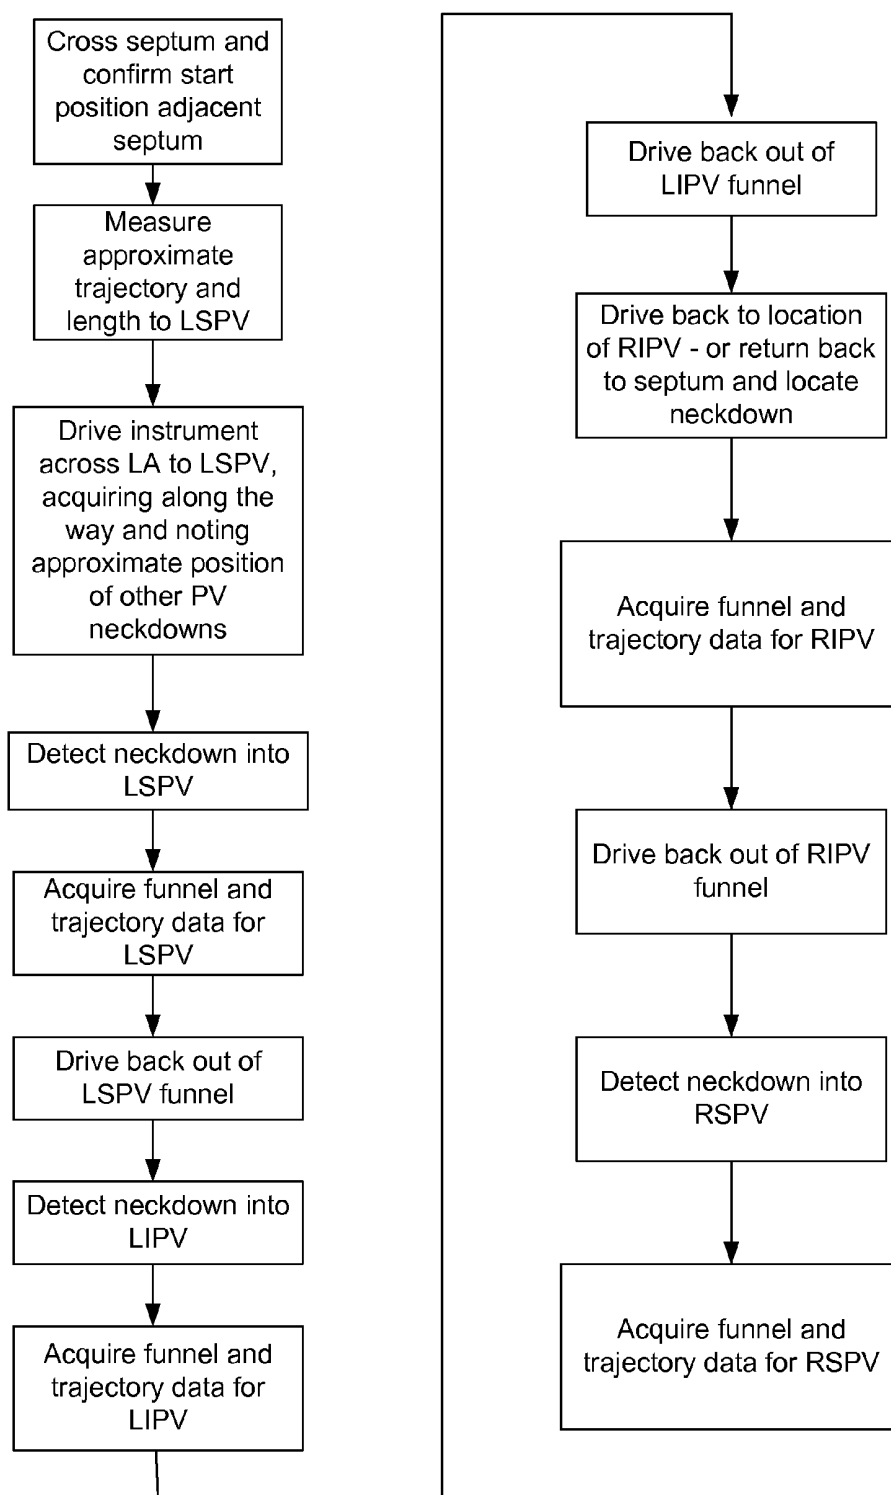 Cross septum and
confirm start
position adjacent
septum
Measure
approximate
trajectory and
length to LSPV
Drive instrument
across LA to LSPV,
acquiring along the
way and noting
approximate position
of other PV
neckdowns
Detect neckdown into
LSPV
Acquire funnel and
trajectory data for
LSPV
Drive back out of
LSPV funnel
Detect neckdown into
LIPV
Acquire funnel and
trajectory data for
LIPV
Drive back out of
LIPV funnel
Drive back to location
of RIPV - or return back
to septum and locate
neckdown
Acquire funnel and
trajectory data for RIPV
Drive back out of RIPV
funnel
Detect neckdown into
RSPV
Acquire funnel and
trajectory data for RSPV